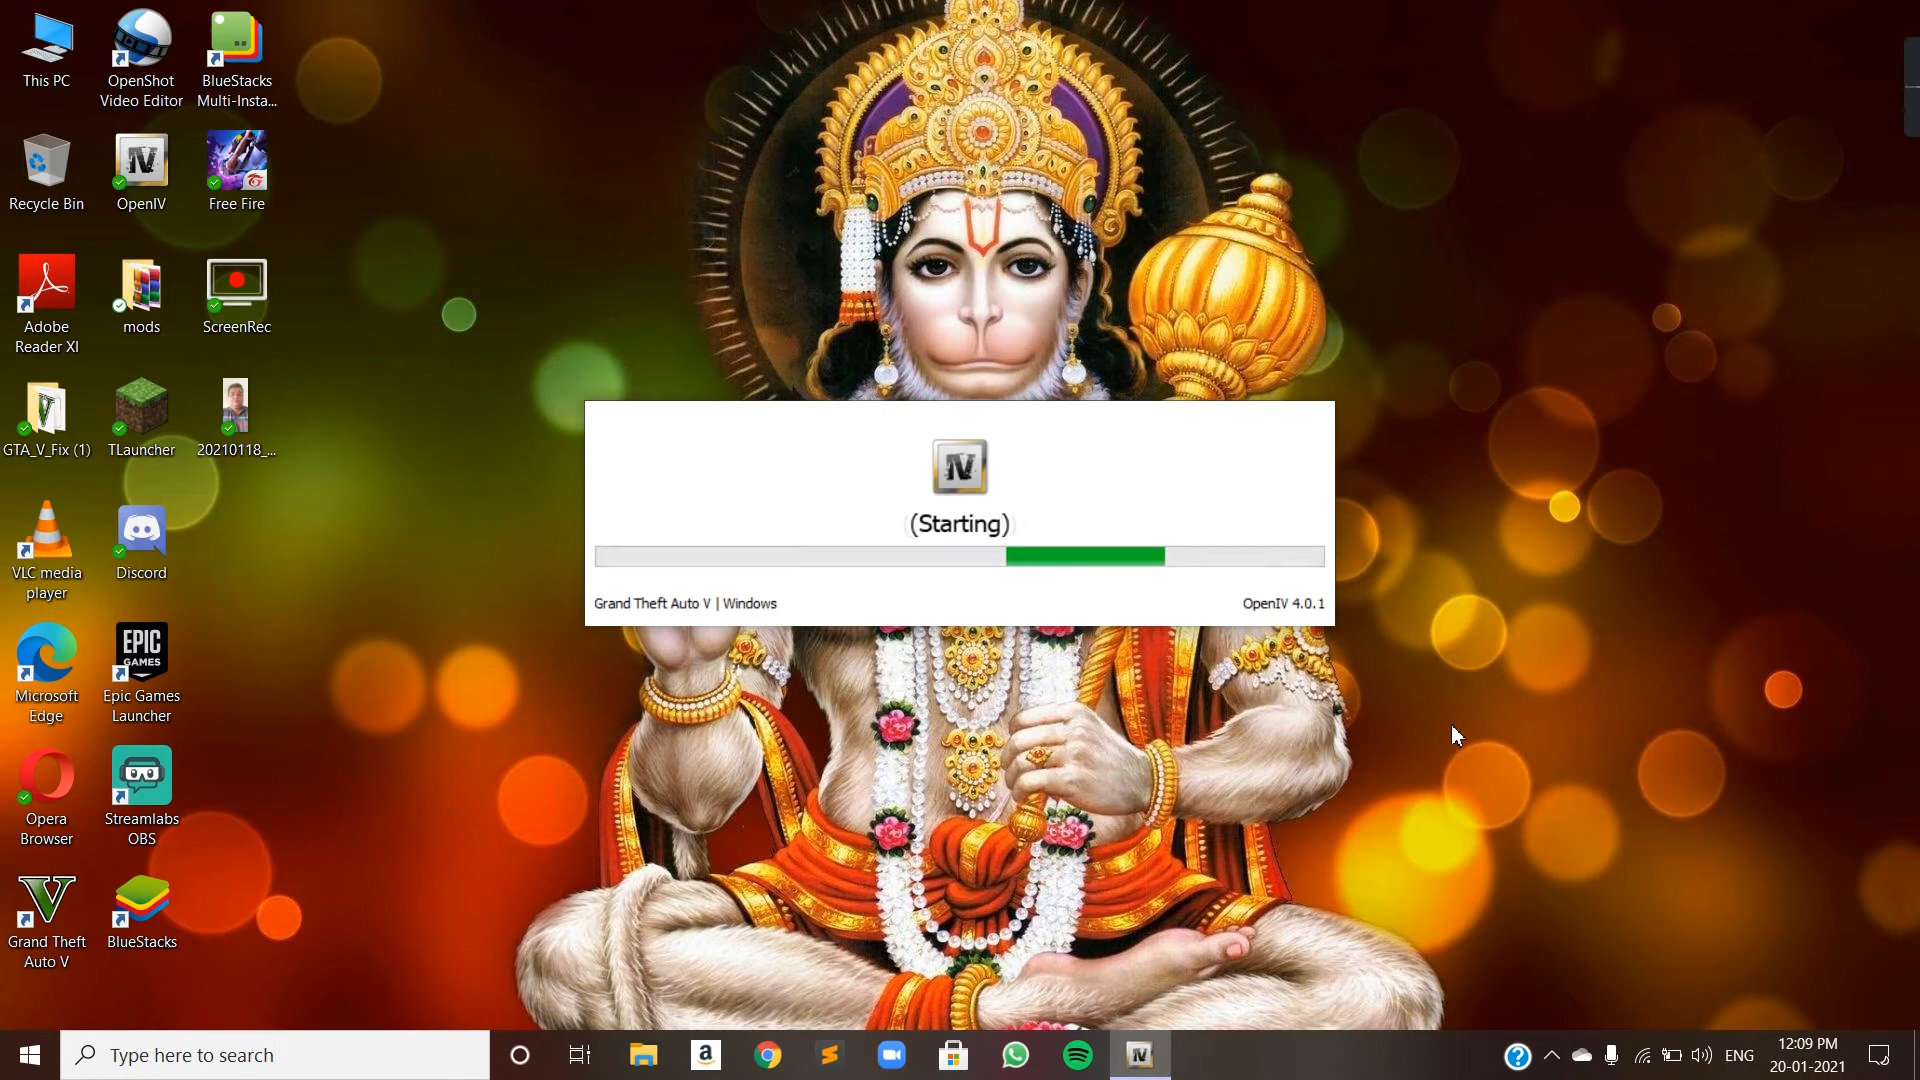 This PC
OpenShot
Video Editor
BlueStacks
Multi-Insta...
Recycle Bin
OpenIV
Free Fire
Adobe
Reader XI
mods
ScreenRec
GTA_V_Fix (1)
TLauncher
20210118_...
VLC media
player
Discord
Microsoft
Edge
EPIC
GAMES
Epic Games
Launcher
Opera
Browser
Streamlabs
OBS
Grand Theft
Auto V
BlueStacks
IV
(Starting)
Grand Theft Auto V | Windows
OpenIV 4.0.1
Type here to search
ENG
12:09 PM
20-01-2021